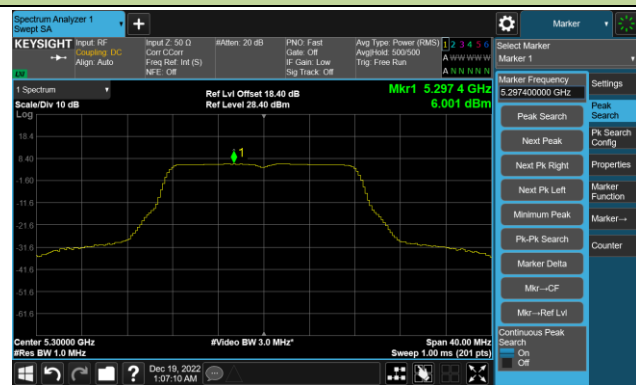 Spectrum Analyzer 1
Swept SA
+
Marker
KEYSIGHT
Input: RF
Coupling: DC
Align: Auto
Input Z: 50 Ω
Corr CCorr
Freq Ref: Int (S)
NFE: Off
#Atten: 20 dB
PNO: Fast
Gate: Off
IF Gain: Low
Sig Track: Off
Avg Type: Power (RMS)
Avg|Hold: 500/500
Trig: Free Run
1 2 3 4 5 6
A W W W W W
A N N N N N
Select Marker
Marker 1
1 Spectrum
Scale/Div 10 dB
Log
Ref Lvl Offset 18.40 dB
Ref Level 28.40 dBm
Mkr1 5.297 4 GHz
6.001 dBm
18.4
8.40
-1.60
-11.6
-21.6
-31.6
-41.6
-51.6
-61.6
1
Center 5.30000 GHz
#Res BW 1.0 MHz
#Video BW 3.0 MHz*
Span 40.00 MHz
Sweep 1.00 ms (201 pts)
Marker Frequency
5.297400000 GHz
Peak Search
Next Peak
Next Pk Right
Next Pk Left
Minimum Peak
Pk-Pk Search
Marker Delta
Mkr→CF
Mkr→Ref Lvl
Continuous Peak
Search
On
Off
Settings
Peak
Search
Pk Search
Config
Properties
Marker
Function
Marker→
Counter
?
Dec 19, 2022
1:07:10 AM